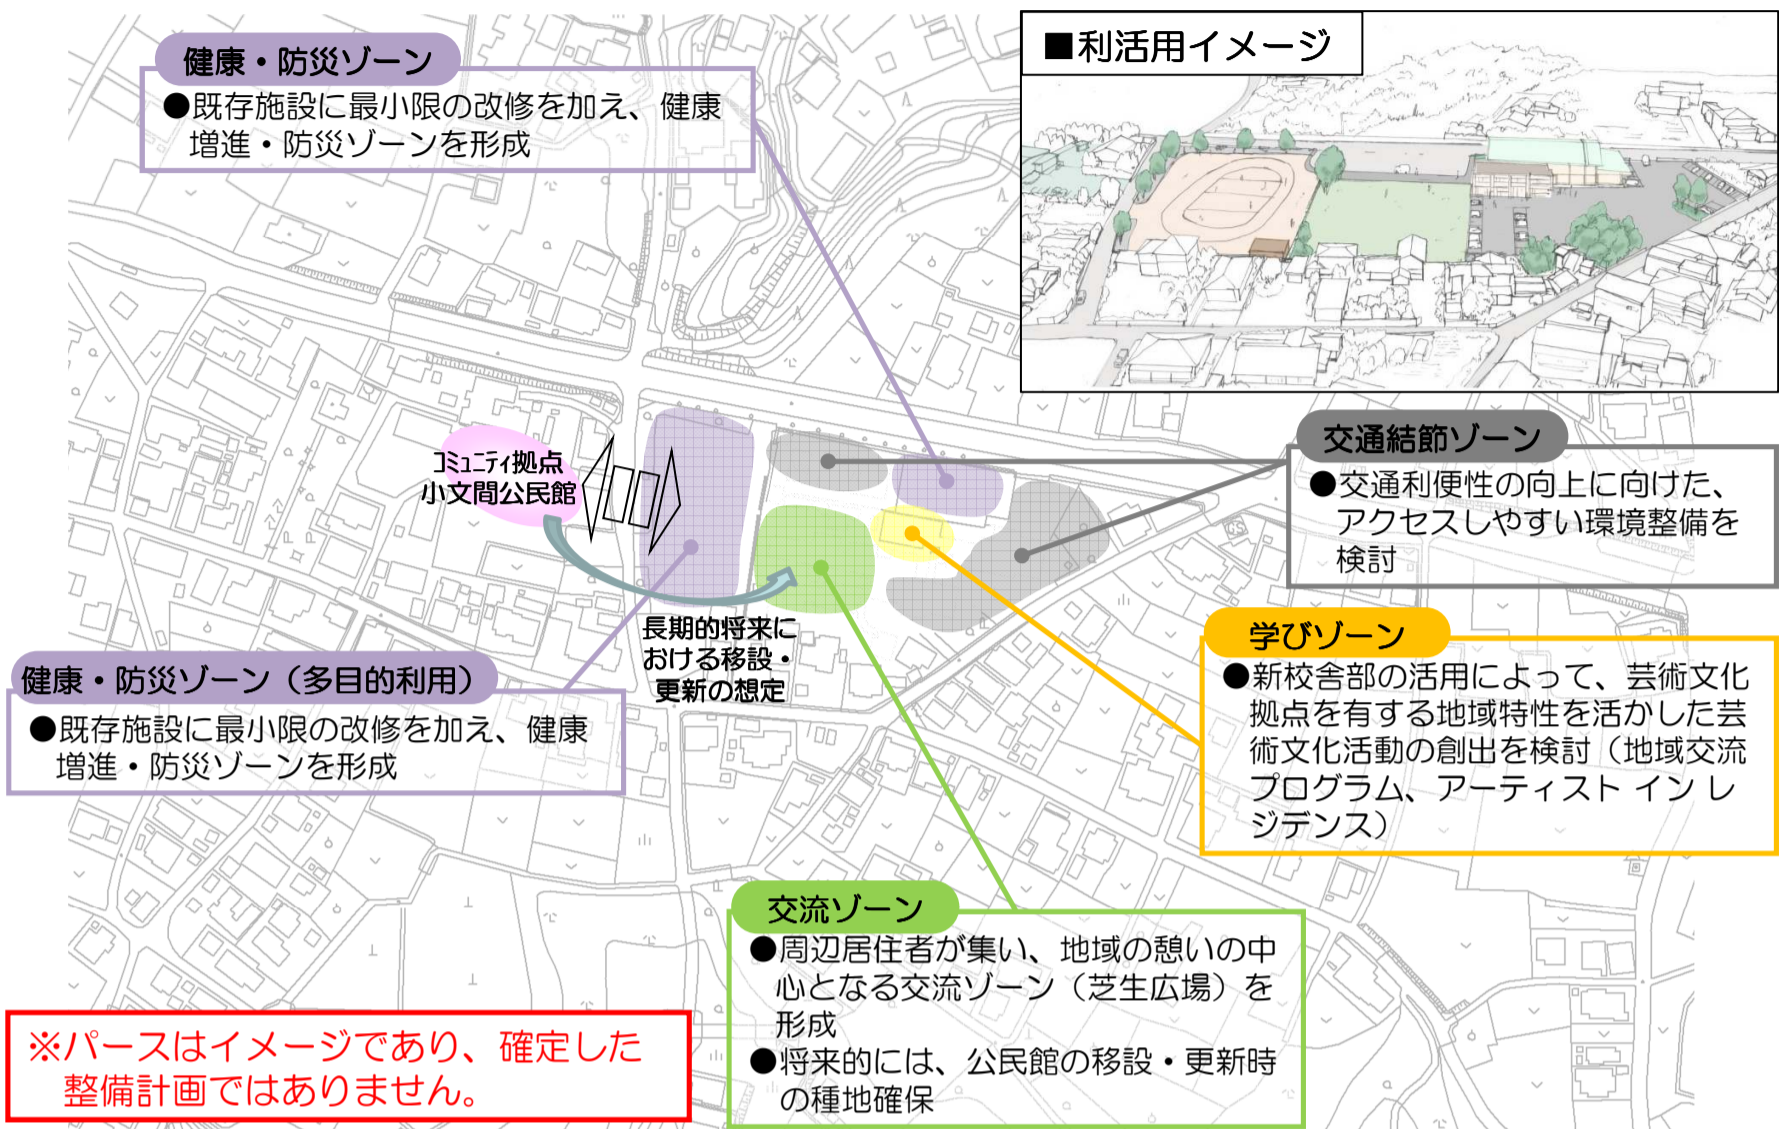 健康・防災ゾーン
●既存施設に最小限の改修を加え、健康
増進・防災ゾーンを形成
■利活用イメージ
コミュニティ拠点
小文間公民館
交通結節ゾーン
●交通利便性の向上に向けた、
アクセスしやすい環境整備を
検討
GS
長期的将来に
おける移設・
更新の想定
学びゾーン
●新校舎部の活用によって、芸術文化
拠点を有する地域特性を活かした芸
術文化活動の創出を検討（地域交流
プログラム、アーティスト イン レ
ジデンス）
健康・防災ゾーン（多目的利用）
●既存施設に最小限の改修を加え、健康
増進・防災ゾーンを形成
交流ゾーン
●周辺居住者が集い、地域の憩いの中
心となる交流ゾーン（芝生広場）を
形成
●将来的には、公民館の移設・更新時
の種地確保
※パースはイメージであり、確定した
整備計画ではありません。